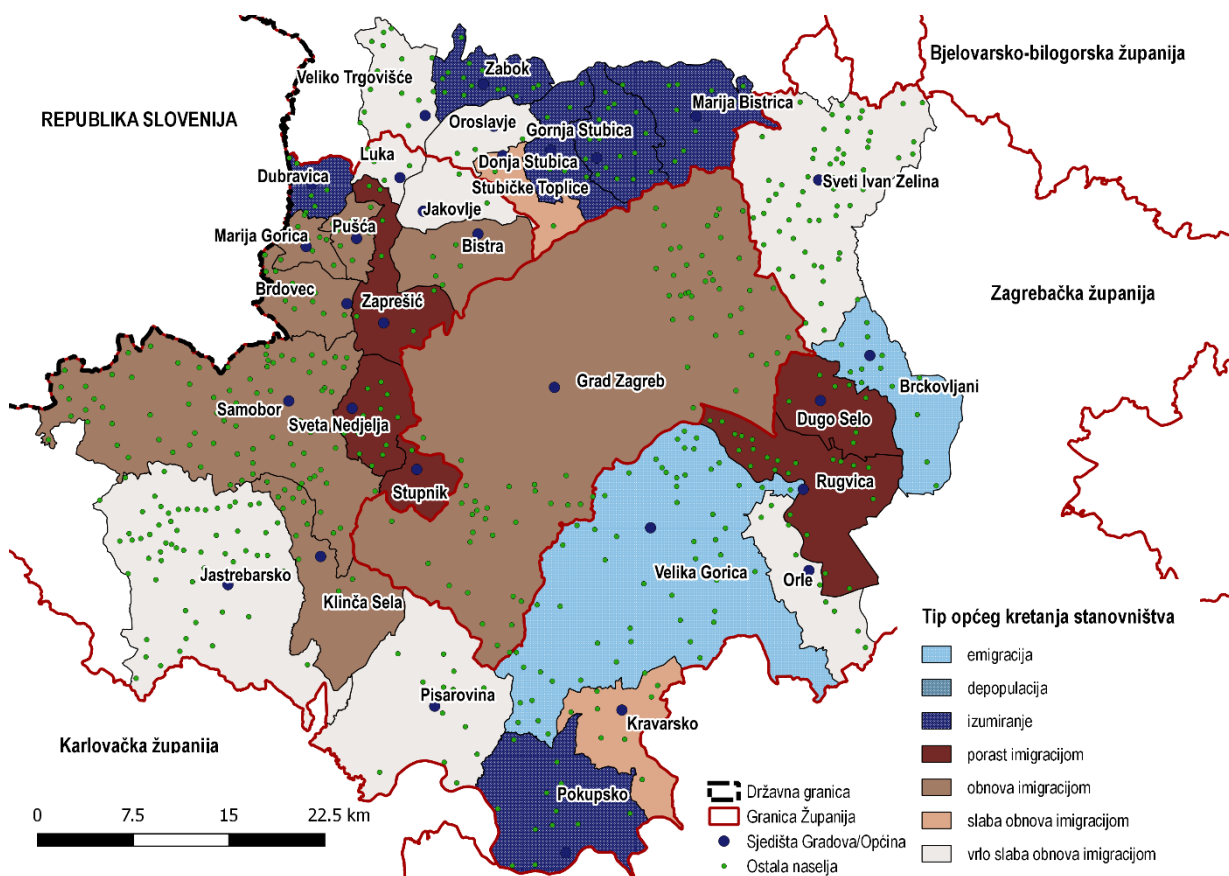 Bjelovarsko-bilogorska županija
Veliko Trgovišće
Zabok
Marija Bistrica
REPUBLIKA SLOVENIJA
Oroslavje
Gornja Stubica
Luka
Donja Stubica
Dubravica
Stubičke Toplice
Sveti Ivan Zelina
Jakovlje
Pušća
Marija Gorica
Bistra
Brdovec
Zagrebačka županija
Zaprešić
Grad Zagreb
Brckovljani
Samobor
Sveta Nedjelja
Dugo Selo
Stupnik
Rugvica
Jastrebarsko
Velika Gorica
Orle
Klinča Sela
Pisarovina
Kravarsko
Karlovačka županija
Pokupsko
0 7.5 15 22.5 km
Državna granica
Granica Županija
Sjedišta Gradova/Općina
Ostala naselja
Tip općeg kretanja stanovništva
emigracija
depopulacija
izumiranje
porast imigracijom
obnova imigracijom
slaba obnova imigracijom
vrlo slaba obnova imigracijom